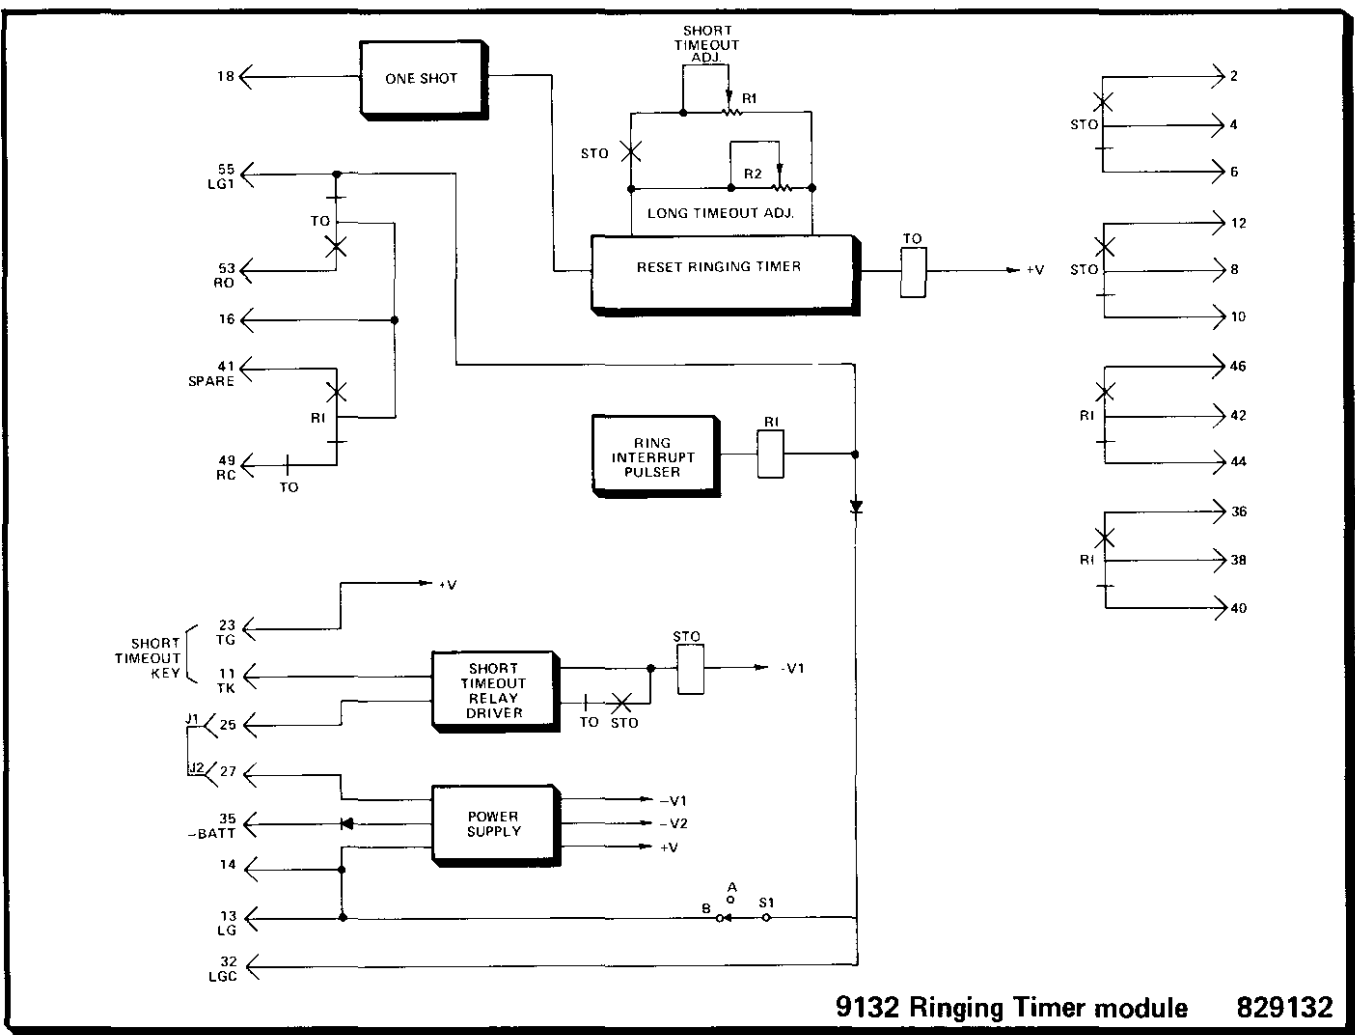 SHORT
TIMEOUT
ADJ.
18
ONE SHOT
R1
2
STO
4
6
STO
55
LG1
R2
TO
LONG TIMEOUT ADJ.
12
53
RO
RESET RINGING TIMER
TO
+V
STO
8
16
10
41
SPARE
46
RI
RI
RI
42
49
RC
TO
RING
INTERRUPT
PULSER
44
36
RI
38
40
+V
23
TG
SHORT
TIMEOUT
KEY
11
TK
SHORT
TIMEOUT
RELAY
DRIVER
STO
-V1
TO
STO
J1
25
J2
27
POWER
SUPPLY
-V1
35
-BATT
-V2
14
+V
A
B
S1
13
LG
32
LGC
9132 Ringing Timer module 829132